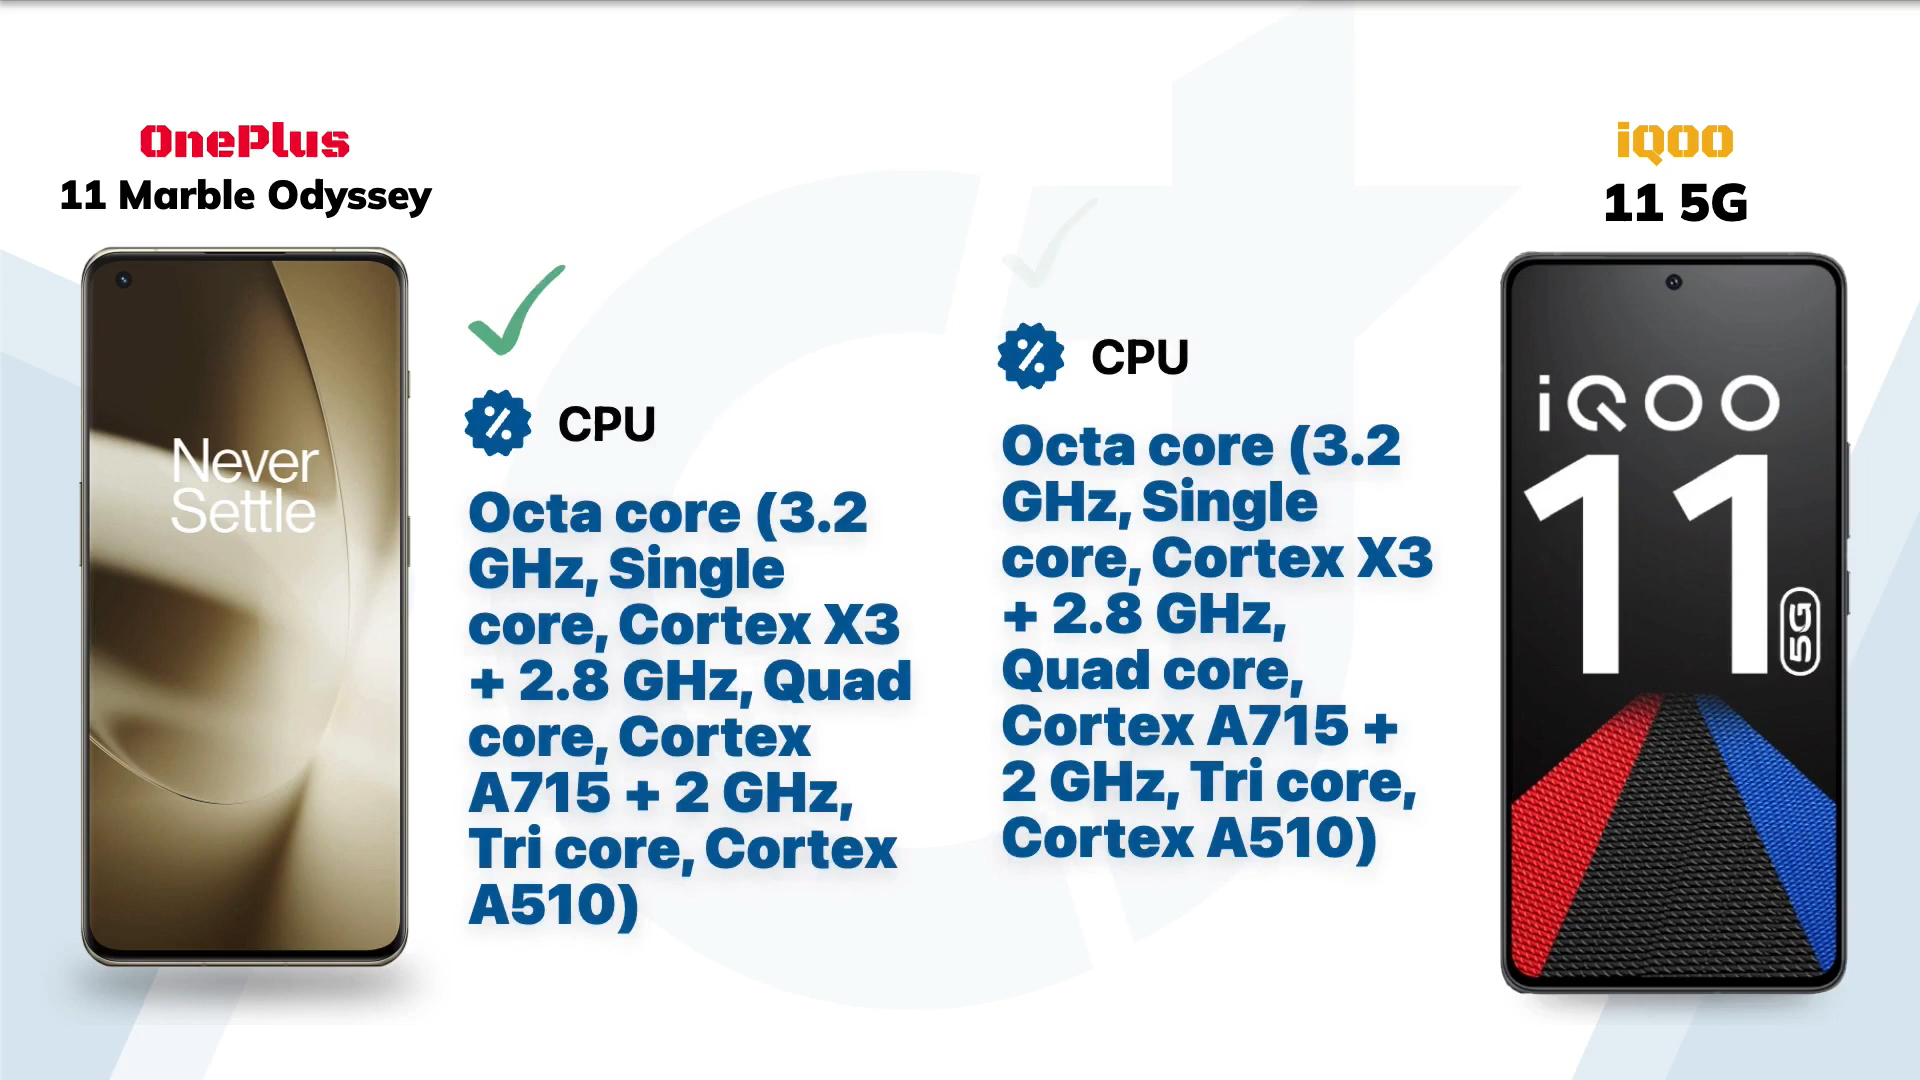 OnePlus
11 Marble Odyssey
Never
Settle
CPU
Octa core (3.2
GHz, Single
core, Cortex X3
+ 2.8 GHz, Quad
core, Cortex
A715 + 2 GHz,
Tri core, Cortex
A510)
CPU
Octa core (3.2
GHz, Single
core, Cortex X3
+ 2.8 GHz,
Quad core,
Cortex A715 +
2 GHz, Tri core,
Cortex A510)
iQOO
11 5G
iQOO
11
5G